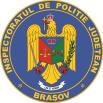 INSPECTORATUL DE POLIȚIE JUDEȚEAN
BRAȘOV